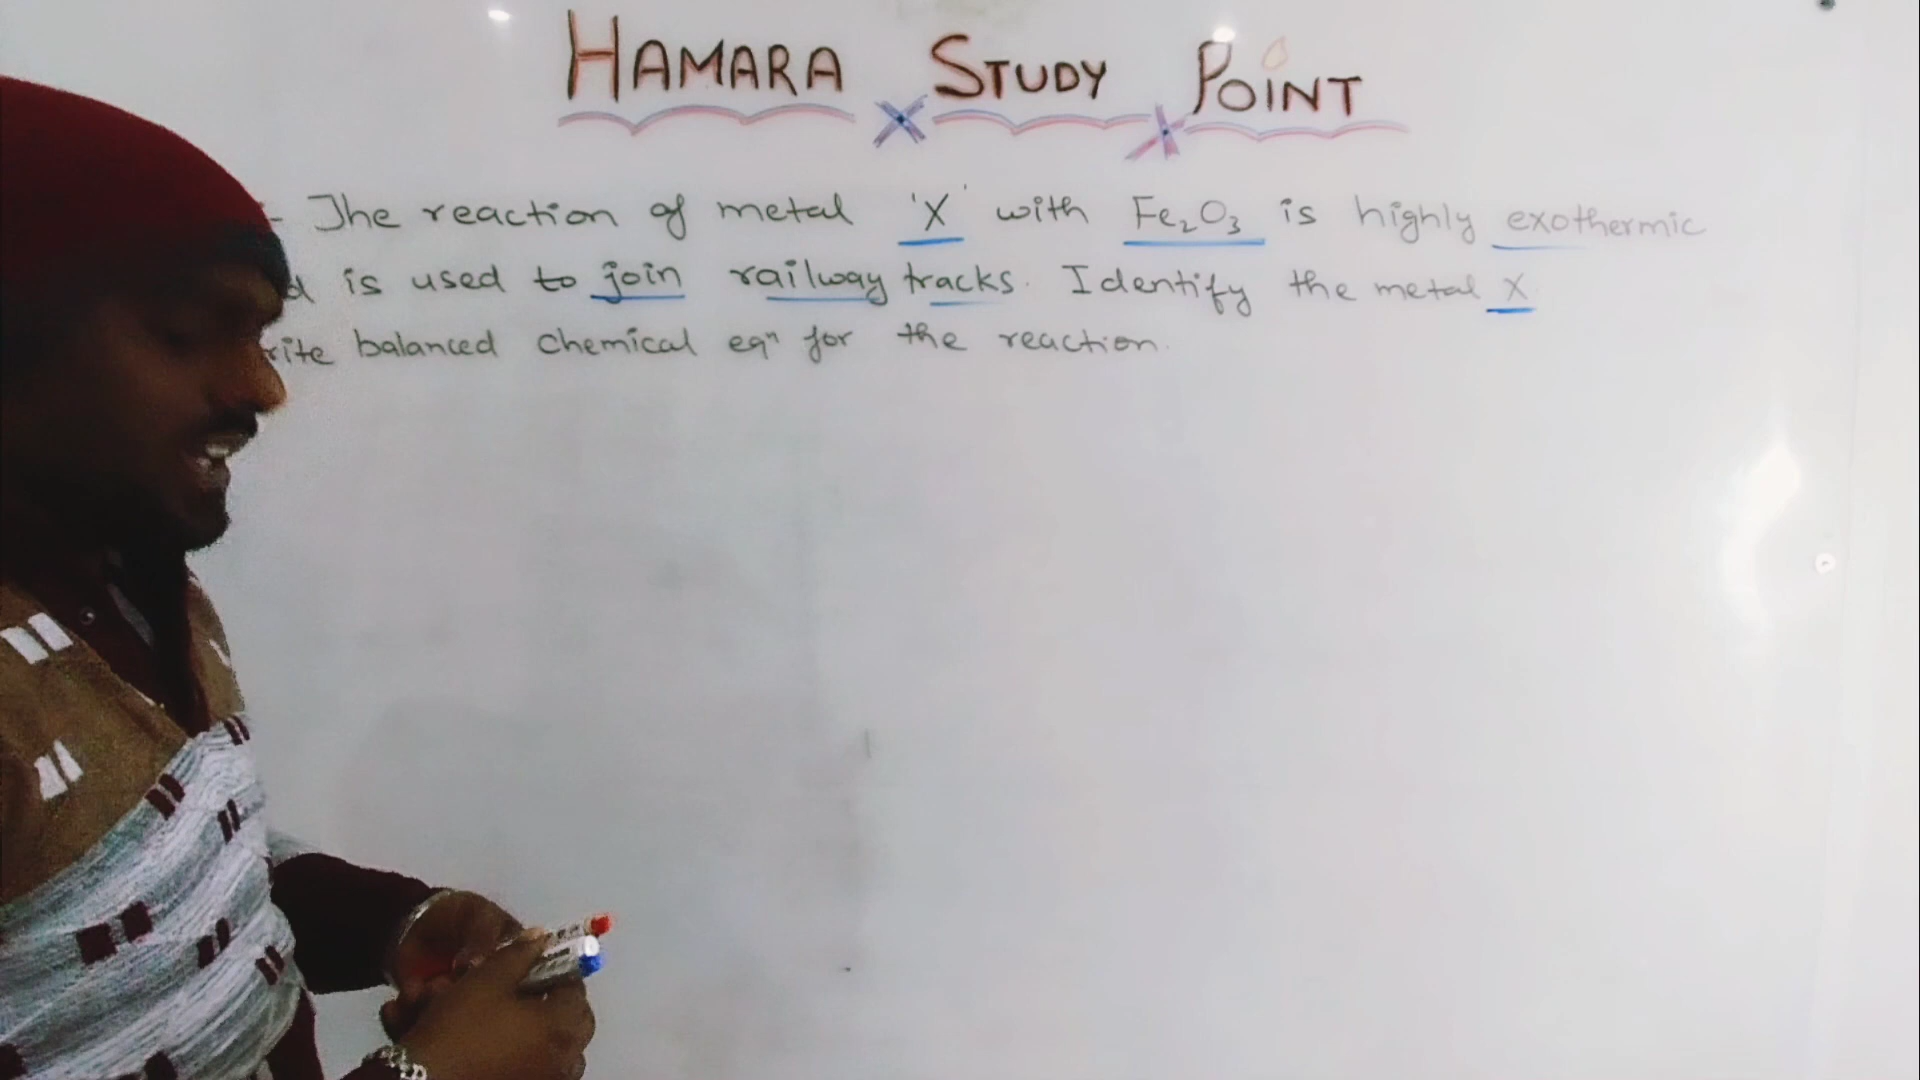 HAMARA STUDY POINT
- The reaction of metal 'X' with Fe₂O₃ is highly exothermic
is used to join railway tracks. Identify the metal X
balanced chemical eqⁿ for the reaction.